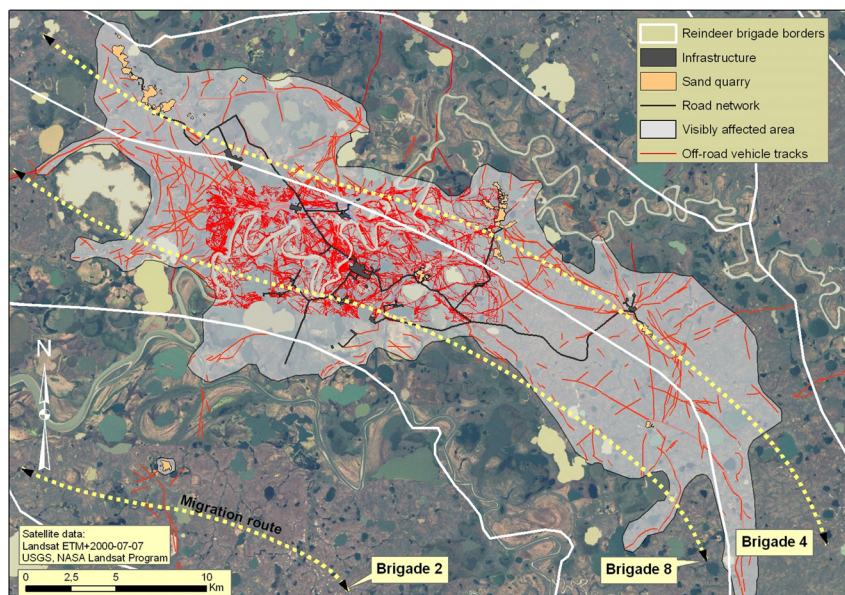 Reindeer brigade borders
Infrastructure
Sand quarry
Road network
Visibly affected area
Off-road vehicle tracks
N
Migration route
Satellite data:
Landsat ETM+2000-07-07
USGS, NASA Landsat Program
0 2,5 5 10
Km
Brigade 2
Brigade 8
Brigade 4